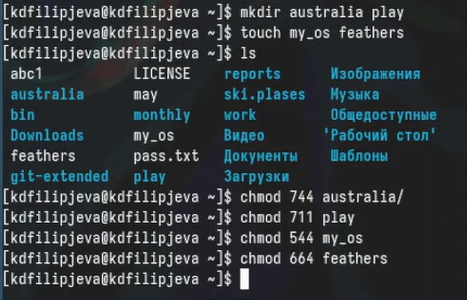 [kdfilipjeva@kdfilipjeva ~]$ mkdir australia play
[kdfilipjeva@kdfilipjeva ~]$ touch my_os feathers
[kdfilipjeva@kdfilipjeva ~]$ ls
abc1 LICENSE reports Изображения
australia may ski.plases Музыка
bin monthly work Общедоступные
Downloads my_os Видео 'Рабочий стол'
feathers pass.txt Документы Шаблоны
git-extended play Загрузки
[kdfilipjeva@kdfilipjeva ~]$ chmod 744 australia/
[kdfilipjeva@kdfilipjeva ~]$ chmod 711 play
[kdfilipjeva@kdfilipjeva ~]$ chmod 544 my_os
[kdfilipjeva@kdfilipjeva ~]$ chmod 664 feathers
[kdfilipjeva@kdfilipjeva ~]$